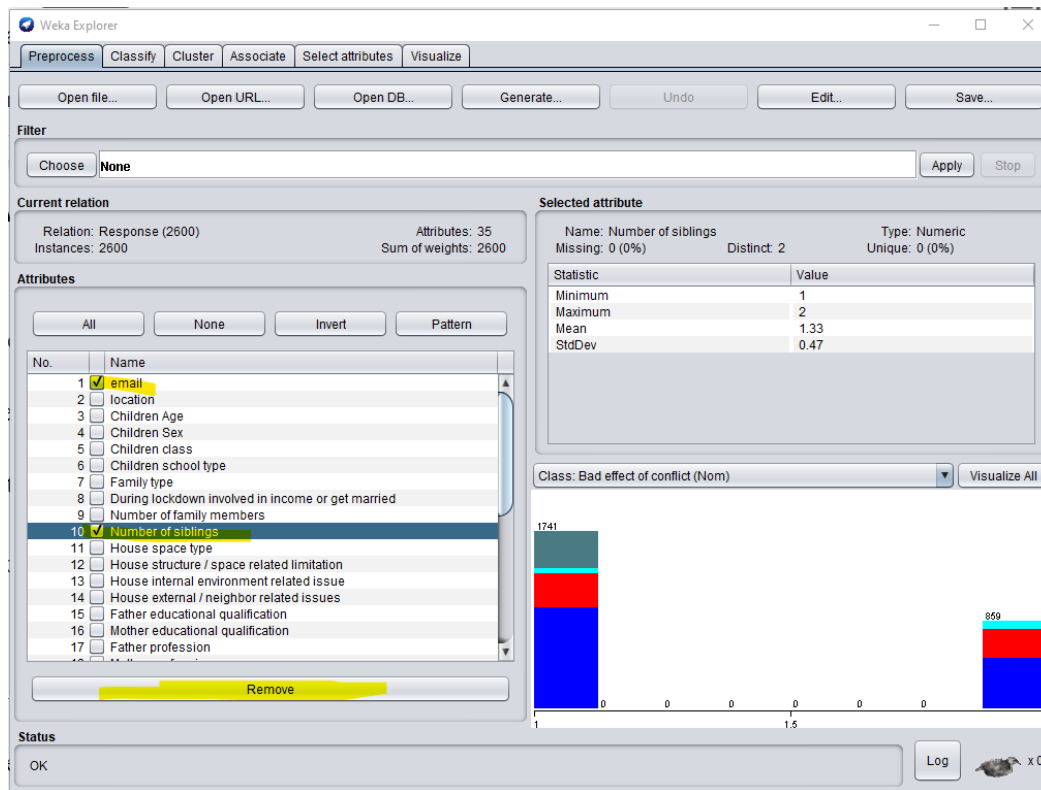 Weka Explorer
Preprocess Classify Cluster Associate Select attributes Visualize
Open file... Open URL... Open DB... Generate... Undo Edit... Save...
Filter
Choose None Apply Stop
Current relation
Relation: Response (2600) Attributes: 35
Instances: 2600 Sum of weights: 2600
Selected attribute
Name: Number of siblings Type: Numeric
Missing: 0 (0%) Distinct: 2 Unique: 0 (0%)
Statistic Value
Minimum 1
Maximum 2
Mean 1.33
StdDev 0.47
Attributes
All None Invert Pattern
No. Name
1 email
2 location
3 Children Age
4 Children Sex
5 Children class
6 Children school type
7 Family type
8 During lockdown involved in income or get married
9 Number of family members
10 Number of siblings
11 House space type
12 House structure / space related limitation
13 House internal environment related issue
14 House external / neighbor related issues
15 Father educational qualification
16 Mother educational qualification
17 Father profession
Remove
Class: Bad effect of conflict (Nom) Visualize All
1741
859
0 0 0 0 0 0
1 1.5
Status
OK
Log x 0